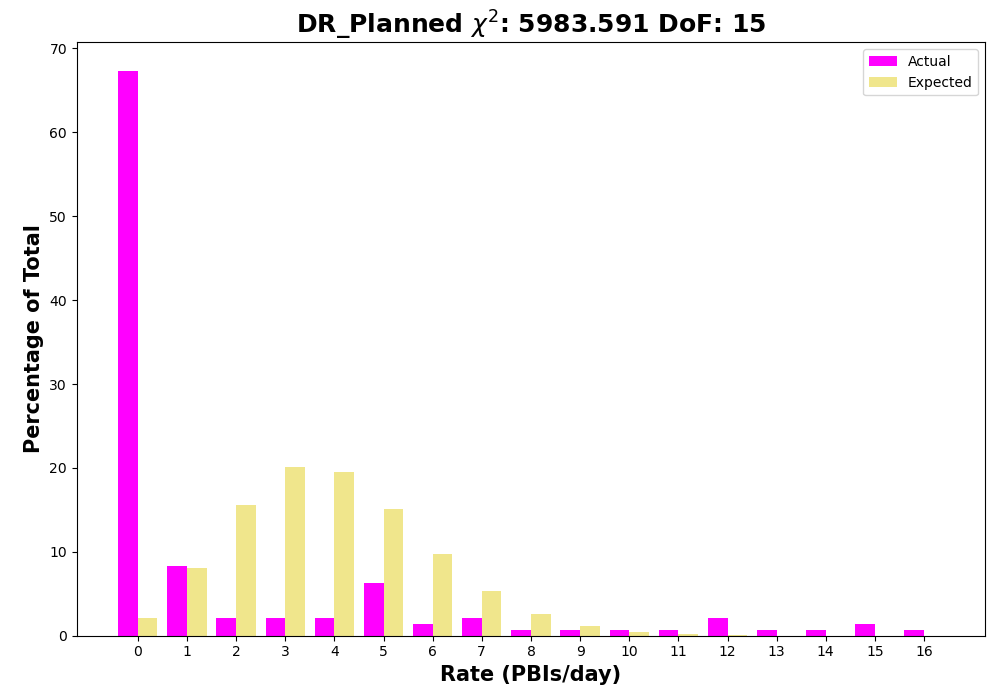 DR_Planned χ²: 5983.591 DoF: 15
Actual
Expected
Percentage of Total
70
60
50
40
30
20
10
0
0 1 2 3 4 5 6 7 8 9 10 11 12 13 14 15 16
Rate (PBIs/day)